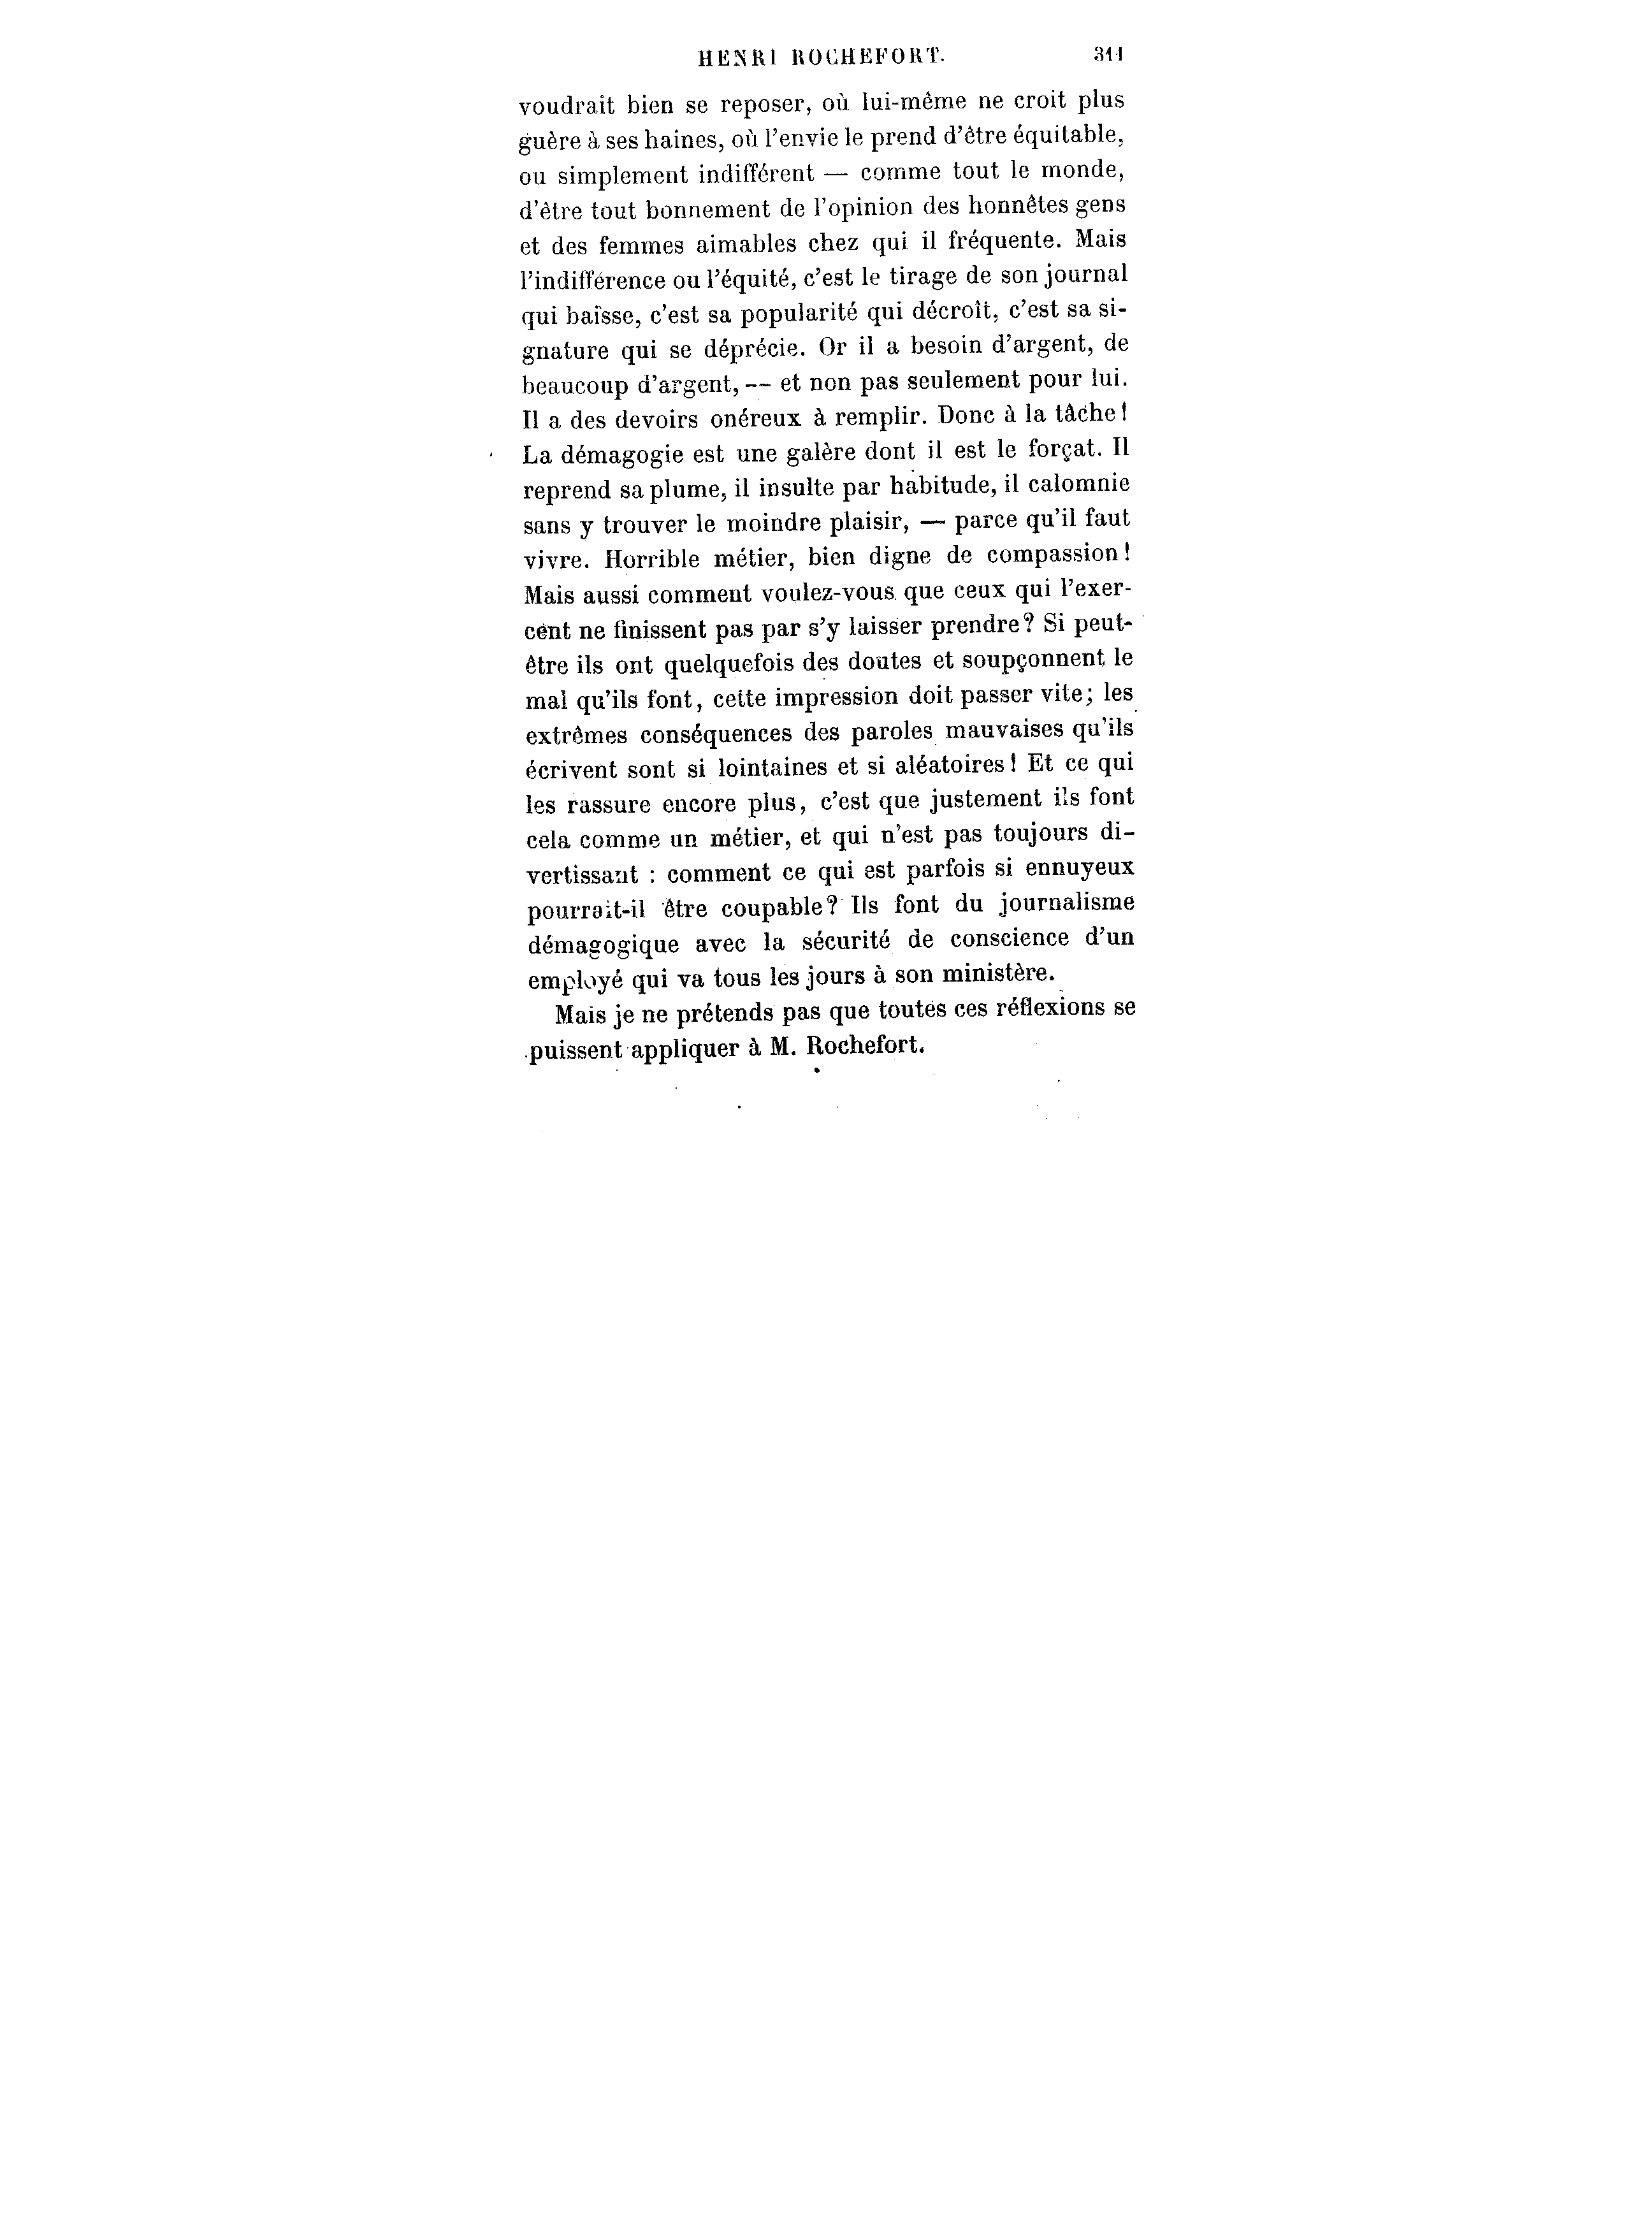 HENRI ROCHEFORT. 311
voudrait bien se reposer, où lui-même ne croit plus
guère à ses haines, où l'envie le prend d'être équitable,
ou simplement indifférent — comme tout le monde,
d'être tout bonnement de l'opinion des honnêtes gens
et des femmes aimables chez qui il fréquente. Mais
l'indifférence ou l'équité, c'est le tirage de son journal
qui baisse, c'est sa popularité qui décroît, c'est sa si-
gnature qui se déprécie. Or il a besoin d'argent, de
beaucoup d'argent, — et non pas seulement pour lui.
Il a des devoirs onéreux à remplir. Donc à la tâche!
La démagogie est une galère dont il est le forçat. Il
reprend sa plume, il insulte par habitude, il calomnie
sans y trouver le moindre plaisir, — parce qu'il faut
vivre. Horrible métier, bien digne de compassion!
Mais aussi comment voulez-vous que ceux qui l'exer-
cent ne finissent pas par s'y laisser prendre? Si peut-
être ils ont quelquefois des doutes et soupçonnent le
mal qu'ils font, cette impression doit passer vite; les
extrêmes conséquences des paroles mauvaises qu'ils
écrivent sont si lointaines et si aléatoires! Et ce qui
les rassure encore plus, c'est que justement ils font
cela comme un métier, et qui n'est pas toujours di-
vertissant : comment ce qui est parfois si ennuyeux
pourrait-il être coupable? Ils font du journalisme
démagogique avec la sécurité de conscience d'un
employé qui va tous les jours à son ministère.
Mais je ne prétends pas que toutes ces réflexions se
puissent appliquer à M. Rochefort.